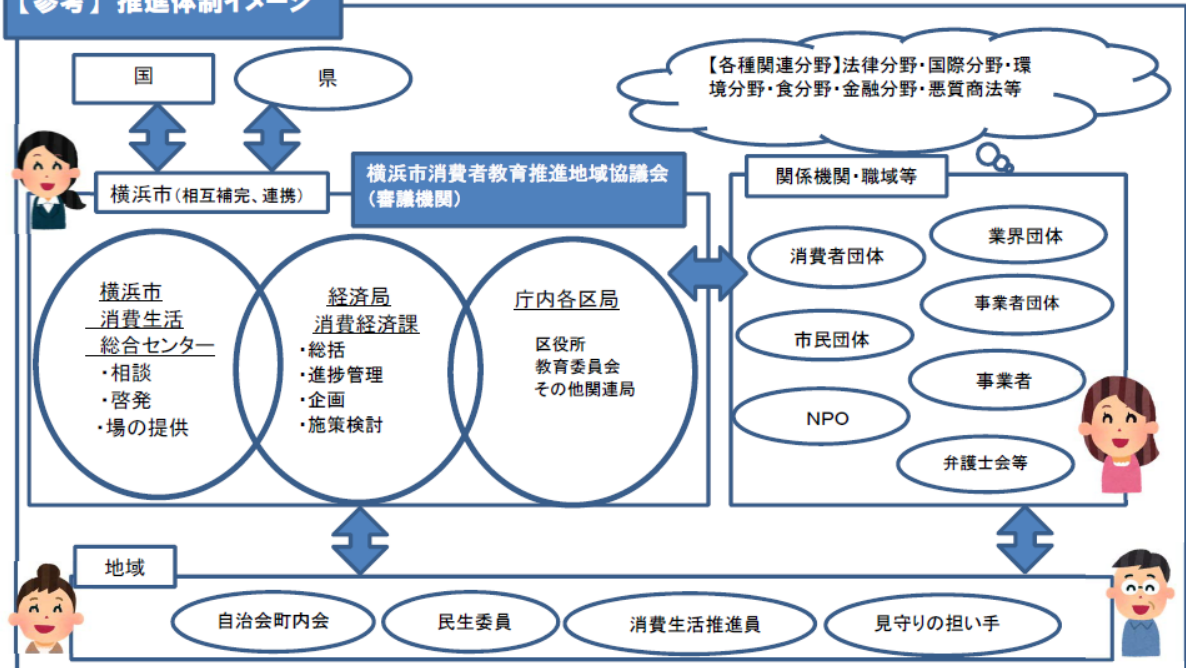 【参考】推進体制イメージ
国
県
【各種関連分野】法律分野・国際分野・環
境分野・食分野・金融分野・悪質商法等
横浜市(相互補完、連携)
横浜市消費者教育推進地域協議会
(審議機関)
関係機関・職域等
横浜市
消費生活
総合センター
・相談
・啓発
・場の提供
経済局
消費経済課
・総括
・進捗管理
・企画
・施策検討
庁内各区局
区役所
教育委員会
その他関連局
消費者団体
業界団体
事業者団体
市民団体
事業者
NPO
弁護士会等
地域
自治会町内会
民生委員
消費生活推進員
見守りの担い手